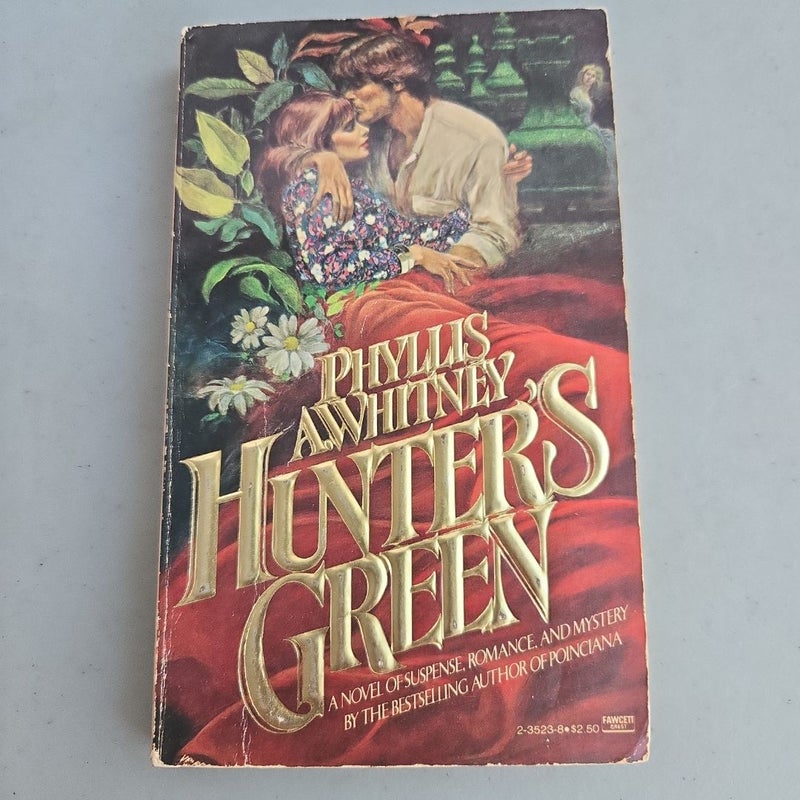 PHYLLIS
A. WHITNEY
HUNTER'S
GREEN
A NOVEL OF SUSPENSE, ROMANCE, AND MYSTERY
BY THE BESTSELLING AUTHOR OF POINCIANA
2-3523-8 • $2.50
FAWCETT
CREST